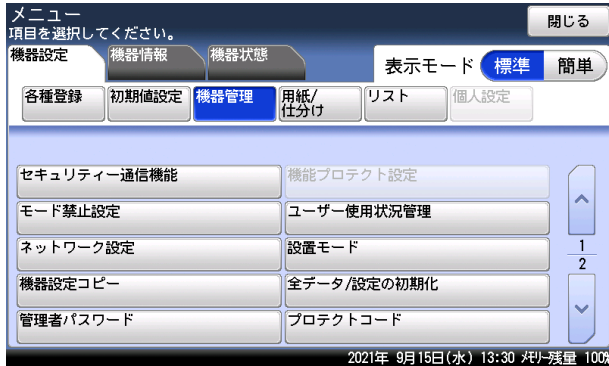 メニュー
閉じる
項目を選択してください。
機器設定
機器情報
機器状態
表示モード
標準
簡単
各種登録
初期値設定
機器管理
用紙/
仕分け
リスト
個人設定
セキュリティー通信機能
機能プロテクト設定
モード禁止設定
ユーザー使用状況管理
ネットワーク設定
設置モード
1
2
機器設定コピー
全データ/設定の初期化
管理者パスワード
プロテクトコード
2021年 9月15日(水) 13:30 メモリー残量 100%